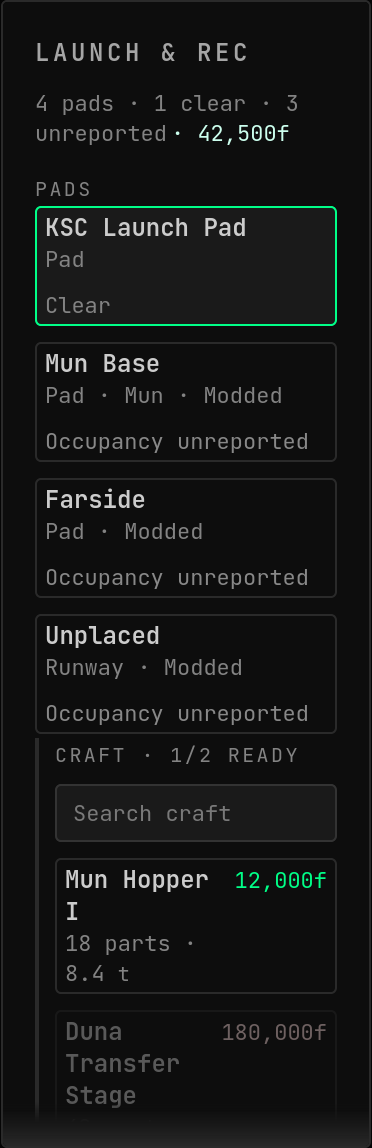 LAUNCH & REC
4 pads · 1 clear · 3
unreported · 42,500f
PADS
KSC Launch Pad
Pad
Clear
Mun Base
Pad · Mun · Modded
Occupancy unreported
Farside
Pad · Modded
Occupancy unreported
Unplaced
Runway · Modded
Occupancy unreported
CRAFT · 1/2 READY
Search craft
Mun Hopper 12,000f
I
18 parts ·
8.4 t
Duna 180,000f
Transfer
Stage